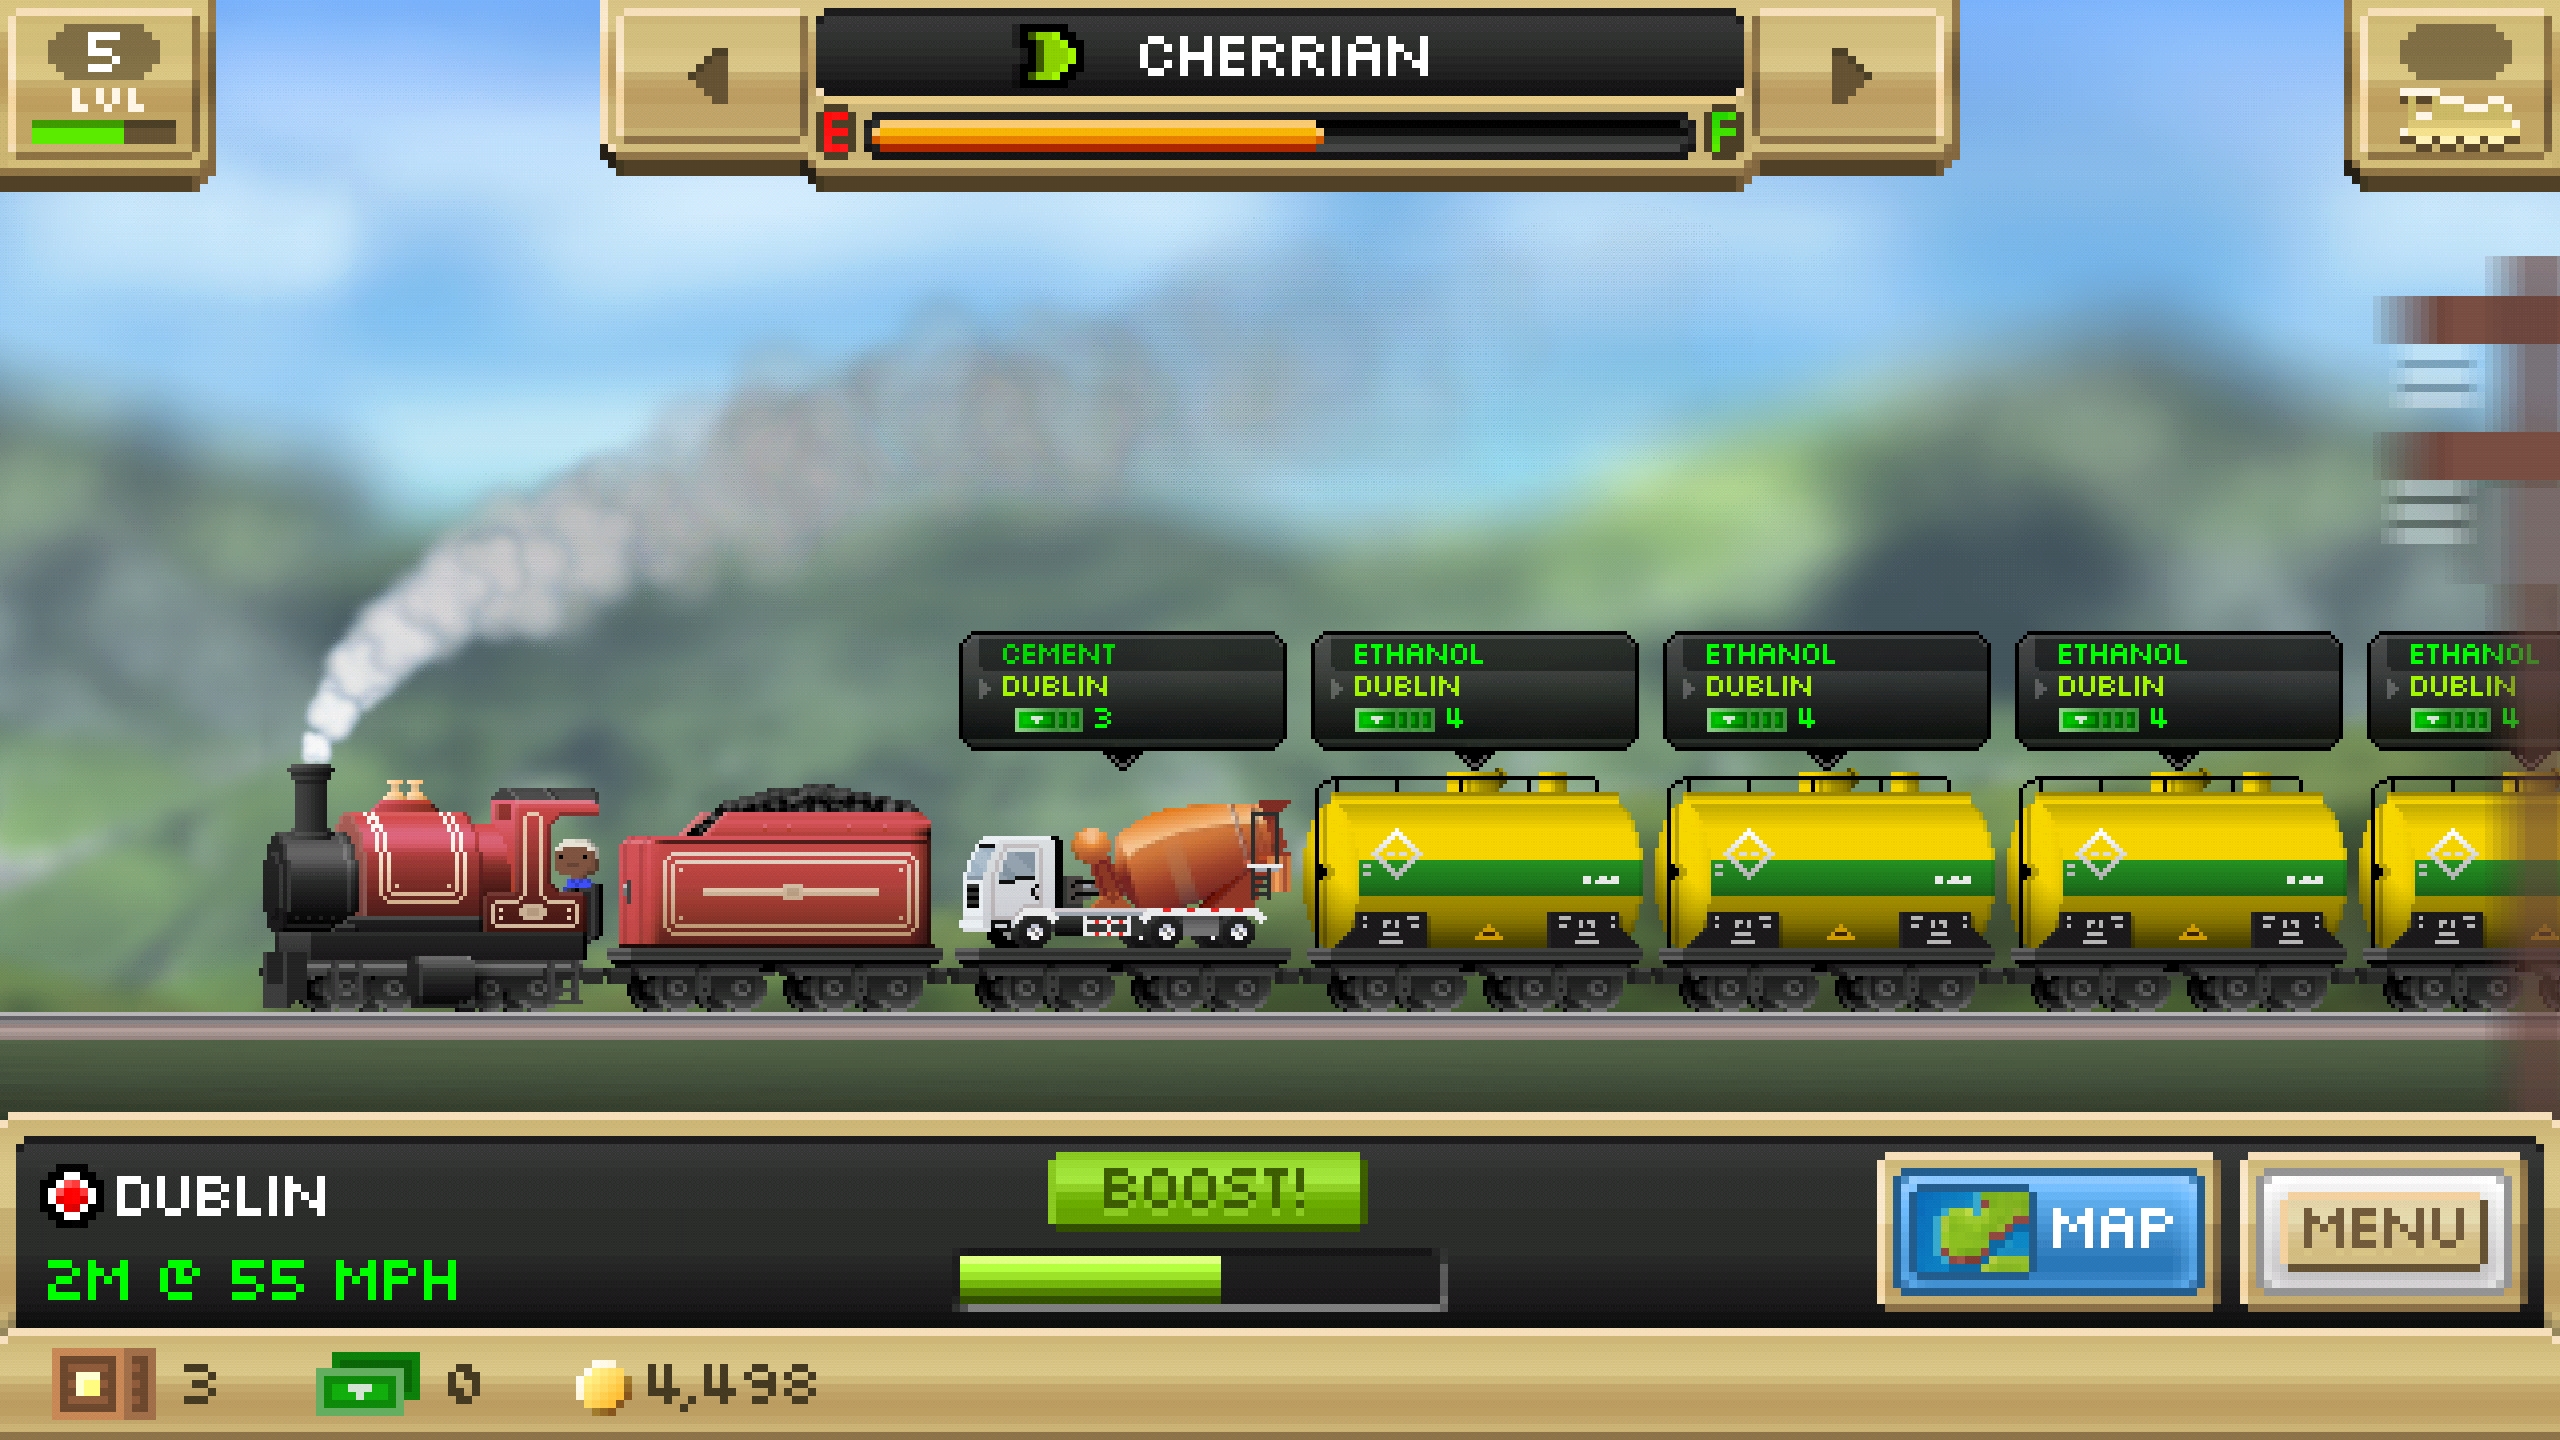 5
LVL
CHERRIAN
E F
CEMENT
DUBLIN
3
ETHANOL
DUBLIN
4
ETHANOL
DUBLIN
4
ETHANOL
DUBLIN
4
ETHANOL
DUBLIN
4
DUBLIN
2M @ 55 MPH
BOOST!
MAP
MENU
3
0
4,498